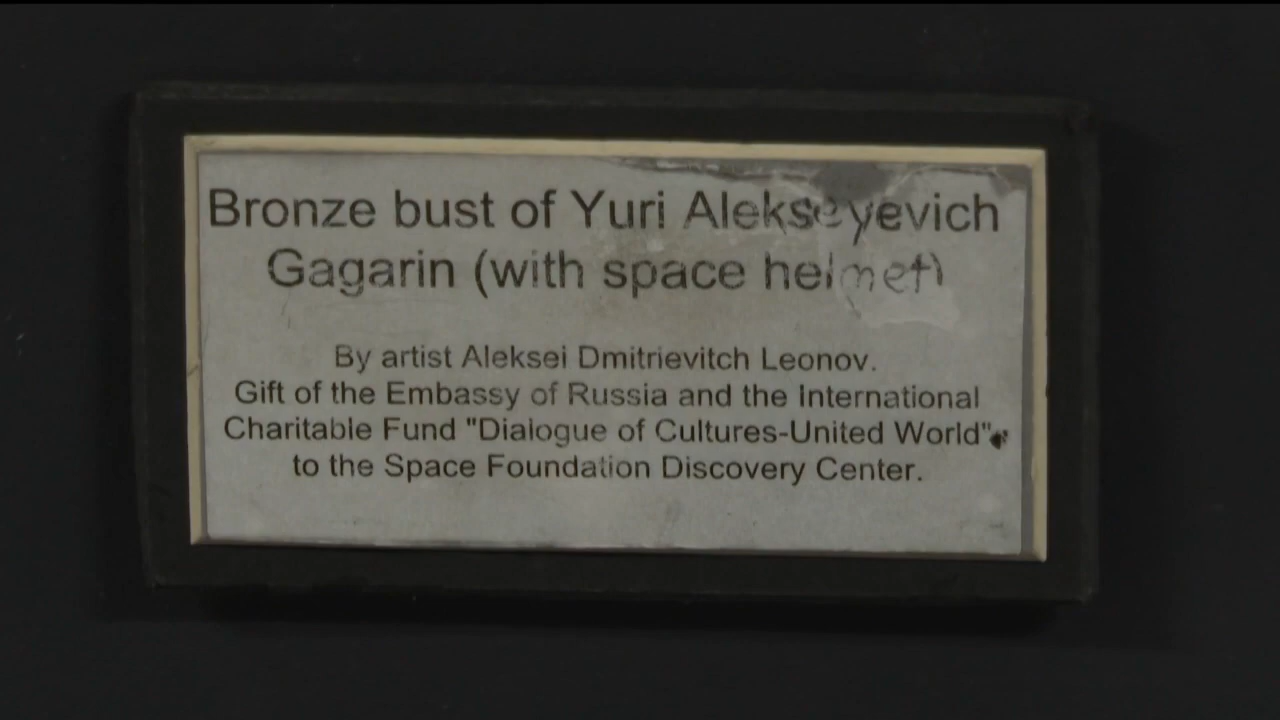 Bronze bust of Yuri Alekseyevich
Gagarin (with space helmet)
By artist Aleksei Dmitrievitch Leonov.
Gift of the Embassy of Russia and the International
Charitable Fund "Dialogue of Cultures-United World"
to the Space Foundation Discovery Center.